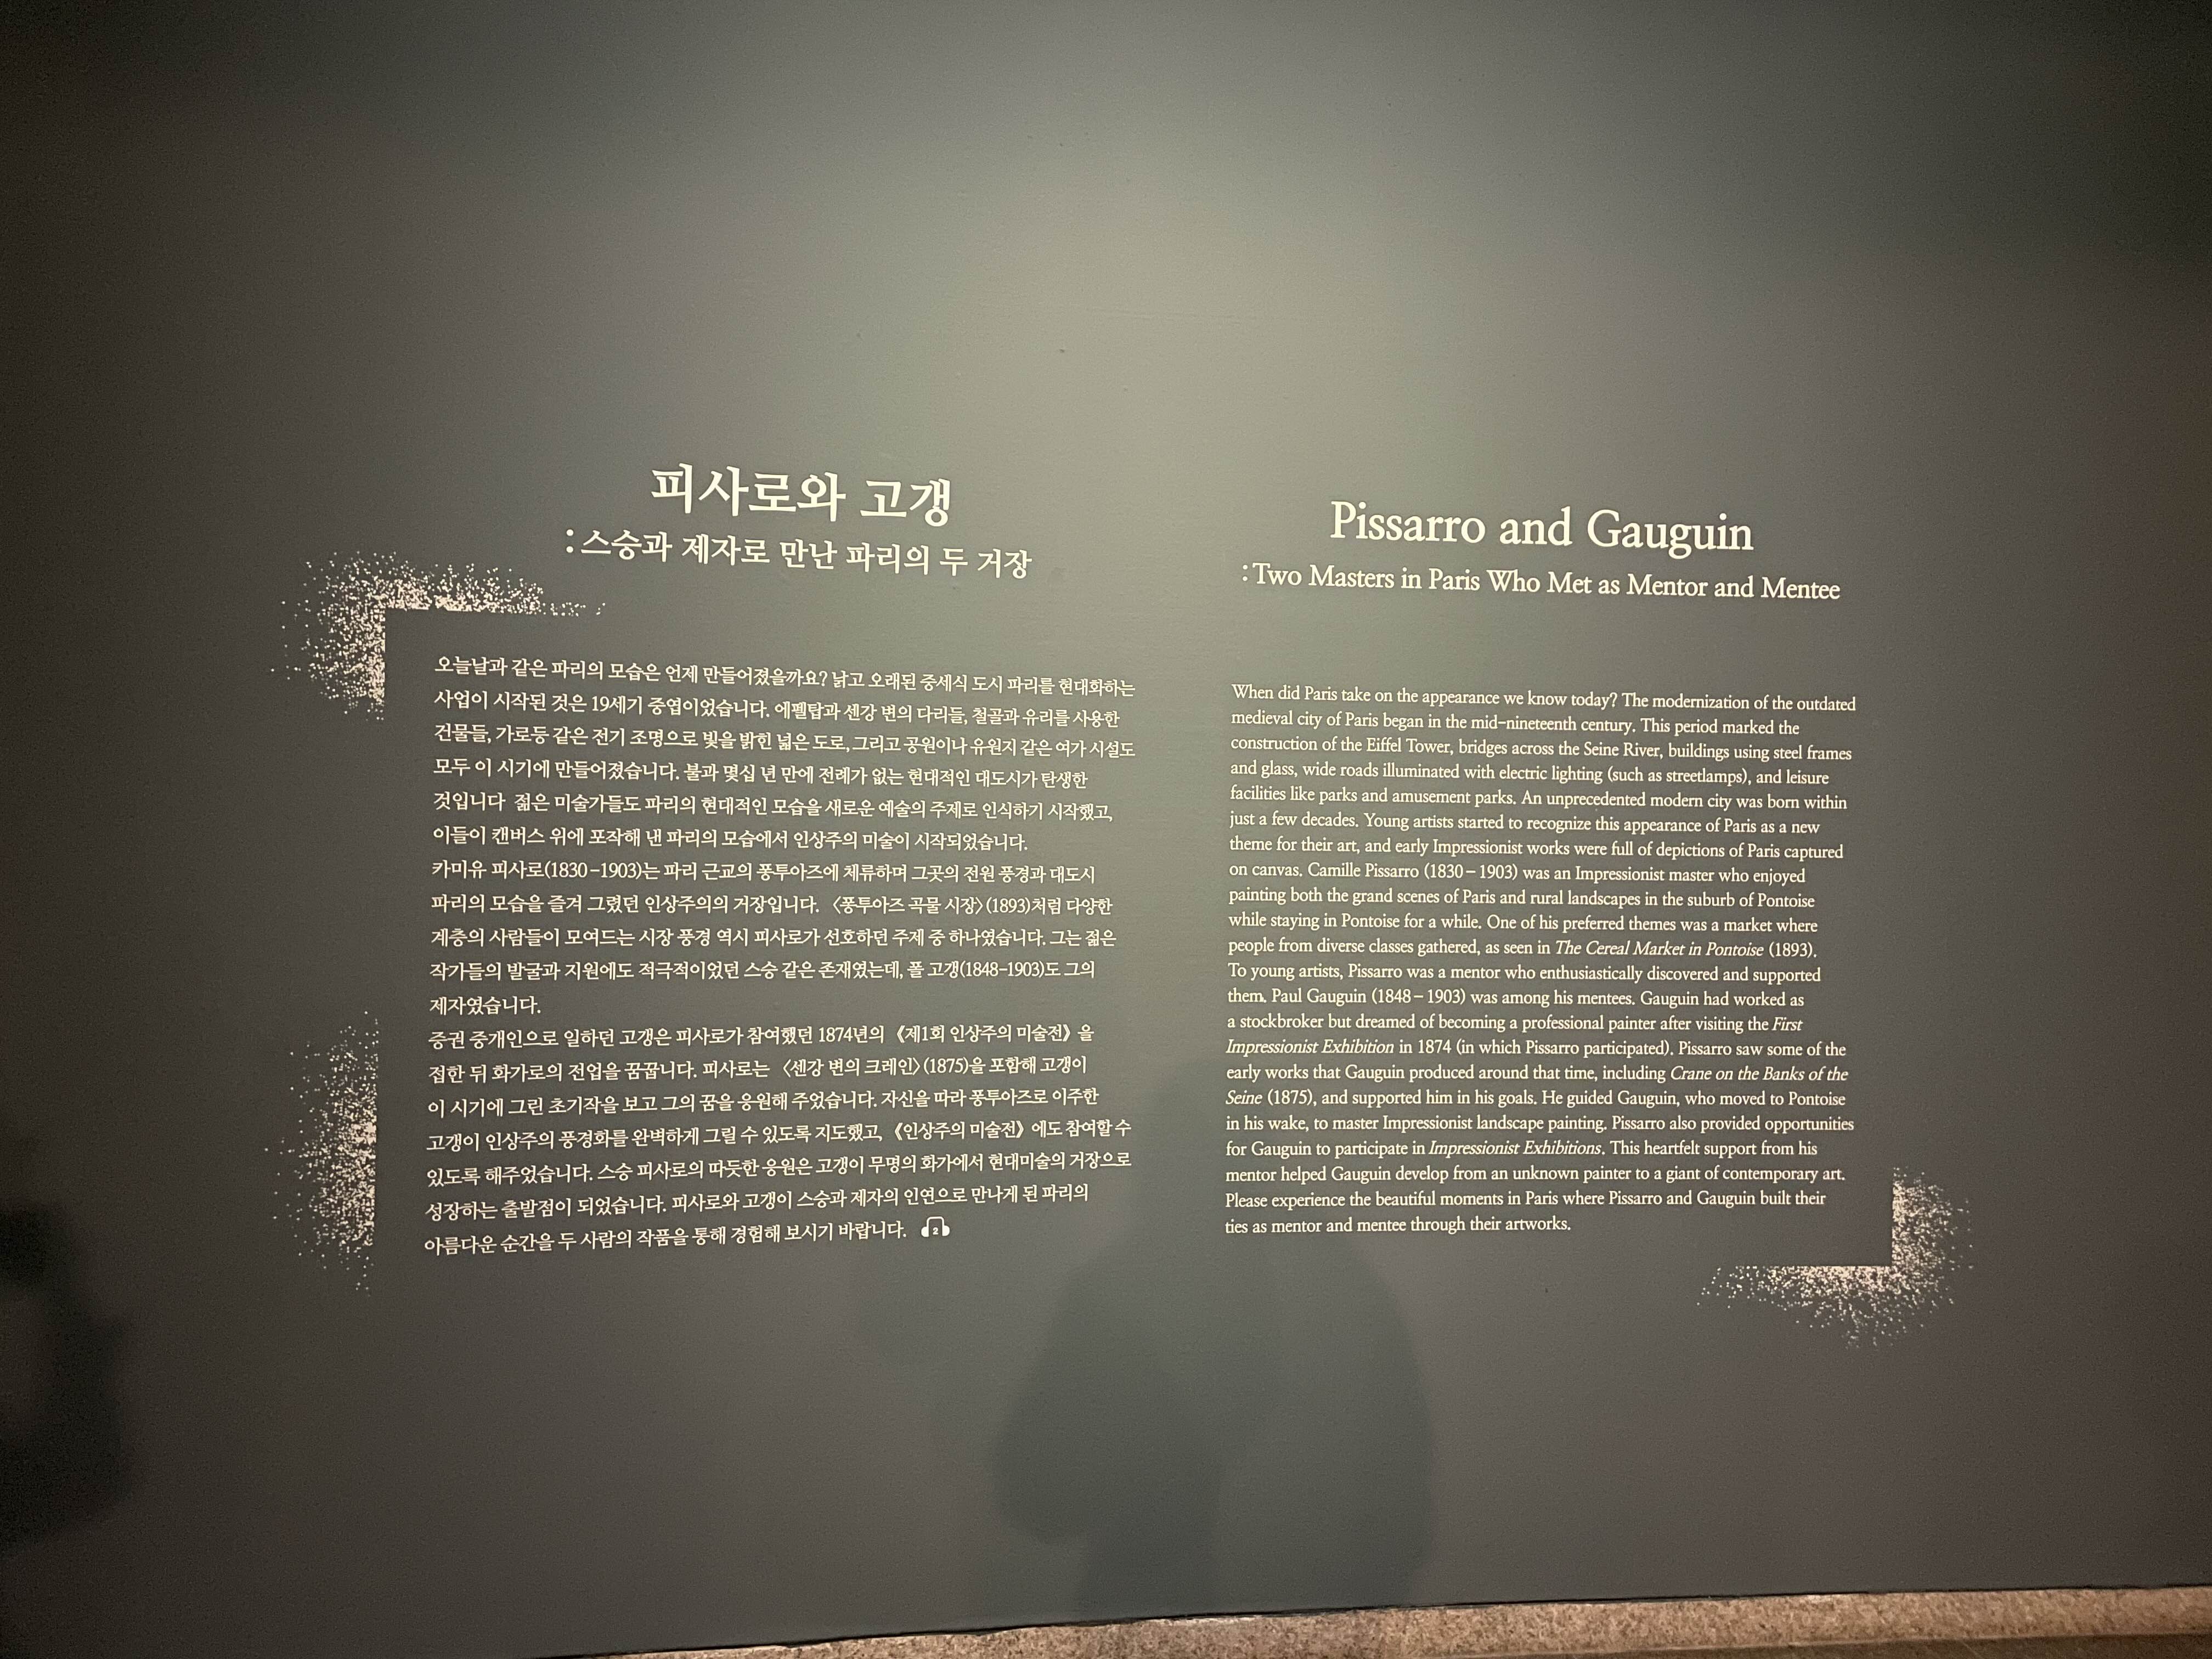 피사로와 고갱
:스승과 제자로 만난 파리의 두 거장
오늘날과 같은 파리의 모습은 언제 만들어졌을까요? 낡고 오래된 중세식 도시 파리를 현대화하는
사업이 시작된 것은 19세기 중엽이었습니다. 에펠탑과 센강 변의 다리들, 철골과 유리를 사용한
건물들, 가로등 같은 전기 조명으로 빛을 밝힌 넓은 도로, 그리고 공원이나 유원지 같은 여가 시설도
모두 이 시기에 만들어졌습니다. 불과 몇십 년 만에 전례가 없는 현대적인 대도시가 탄생한
것입니다 젊은 미술가들도 파리의 현대적인 모습을 새로운 예술의 주제로 인식하기 시작했고,
이들이 캔버스 위에 포착해 낸 파리의 모습에서 인상주의 미술이 시작되었습니다.
카미유 피사로(1830–1903)는 파리 근교의 퐁투아즈에 체류하며 그곳의 전원 풍경과 대도시
파리의 모습을 즐겨 그렸던 인상주의의 거장입니다. 〈퐁투아즈 곡물 시장〉(1893)처럼 다양한
계층의 사람들이 모여드는 시장 풍경 역시 피사로가 선호하던 주제 중 하나였습니다. 그는 젊은
작가들의 발굴과 지원에도 적극적이었던 스승 같은 존재였는데, 폴 고갱(1848-1903)도 그의
제자였습니다.
증권 중개인으로 일하던 고갱은 피사로가 참여했던 1874년의 《제1회 인상주의 미술전》을
접한 뒤 화가로의 전업을 꿈꿉니다. 피사로는 〈센강 변의 크레인〉(1875)을 포함해 고갱이
이 시기에 그린 초기작을 보고 그의 꿈을 응원해 주었습니다. 자신을 따라 퐁투아즈로 이주한
고갱이 인상주의 풍경화를 완벽하게 그릴 수 있도록 지도했고, 《인상주의 미술전》에도 참여할 수
있도록 해주었습니다. 스승 피사로의 따듯한 응원은 고갱이 무명의 화가에서 현대미술의 거장으로
성장하는 출발점이 되었습니다. 피사로와 고갱이 스승과 제자의 인연으로 만나게 된 파리의
아름다운 순간을 두 사람의 작품을 통해 경험해 보시기 바랍니다. 2
Pissarro and Gauguin
:Two Masters in Paris Who Met as Mentor and Mentee
When did Paris take on the appearance we know today? The modernization of the outdated
medieval city of Paris began in the mid-nineteenth century. This period marked the
construction of the Eiffel Tower, bridges across the Seine River, buildings using steel frames
and glass, wide roads illuminated with electric lighting (such as streetlamps), and leisure
facilities like parks and amusement parks. An unprecedented modern city was born within
just a few decades. Young artists started to recognize this appearance of Paris as a new
theme for their art, and early Impressionist works were full of depictions of Paris captured
on canvas. Camille Pissarro (1830–1903) was an Impressionist master who enjoyed
painting both the grand scenes of Paris and rural landscapes in the suburb of Pontoise
while staying in Pontoise for a while. One of his preferred themes was a market where
people from diverse classes gathered, as seen in The Cereal Market in Pontoise (1893).
To young artists, Pissarro was a mentor who enthusiastically discovered and supported
them. Paul Gauguin (1848–1903) was among his mentees. Gauguin had worked as
a stockbroker but dreamed of becoming a professional painter after visiting the First
Impressionist Exhibition in 1874 (in which Pissarro participated). Pissarro saw some of the
early works that Gauguin produced around that time, including Crane on the Banks of the
Seine (1875), and supported him in his goals. He guided Gauguin, who moved to Pontoise
in his wake, to master Impressionist landscape painting. Pissarro also provided opportunities
for Gauguin to participate in Impressionist Exhibitions. This heartfelt support from his
mentor helped Gauguin develop from an unknown painter to a giant of contemporary art.
Please experience the beautiful moments in Paris where Pissarro and Gauguin built their
ties as mentor and mentee through their artworks.